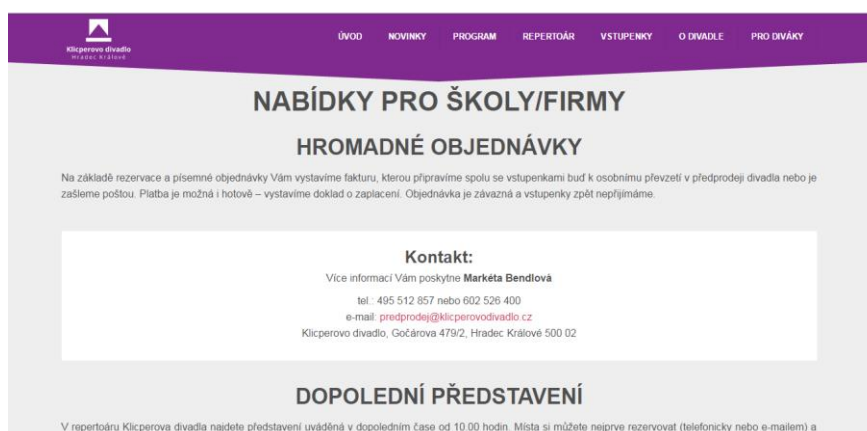 Klicperovo divadlo
Hradec Králové
ÚVOD NOVINKY PROGRAM REPERTOÁR VSTUPENKY O DIVADLE PRO DIVÁKY
NABÍDKY PRO ŠKOLY/FIRMY
HROMADNÉ OBJEDNÁVKY
Na základě rezervace a písemné objednávky Vám vystavíme fakturu, kterou připravíme spolu se vstupenkami buď k osobnímu převzetí v předprodeji divadla nebo je
zašleme poštou. Platba je možná i hotově – vystavíme doklad o zaplacení. Objednávka je závazná a vstupenky zpět nepřijímáme.
Kontakt:
Více informací Vám poskytne Markéta Bendlová
tel.: 495 512 857 nebo 602 526 400
e-mail: predprodej@klicperovodivadlo.cz
Klicperovo divadlo, Gočárova 479/2, Hradec Králové 500 02
DOPOLEDNÍ PŘEDSTAVENÍ
V repertoáru Klicperova divadla najdete představení uváděná v dopoledním čase od 10.00 hodin. Místa si můžete nejprve rezervovat (telefonicky nebo e-mailem) a